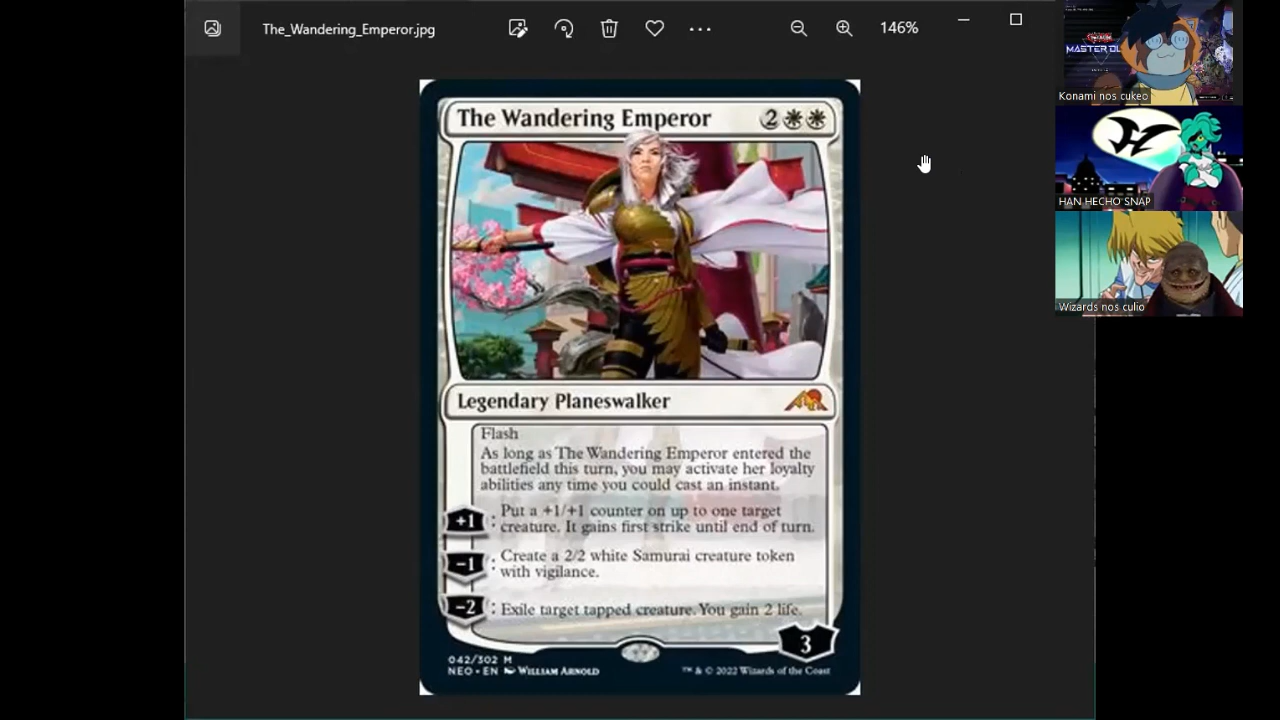 The_Wandering_Emperor.jpg
146%
The Wandering Emperor 2
Legendary Planeswalker
Flash
As long as The Wandering Emperor entered the
battlefield this turn, you may activate her loyalty
abilities any time you could cast an instant.
+1 : Put a +1/+1 counter on up to one target
creature. It gains first strike until end of turn.
−1 : Create a 2/2 white Samurai creature token
with vigilance.
−2 : Exile target tapped creature. You gain 2 life.
3
042/302 M
NEO • EN WILLIAM ARNOLD
™ & © 2022 Wizards of the Coast
MASTER DU
Konami nos cukeo
HAN HECHO SNAP
Wizards nos culio